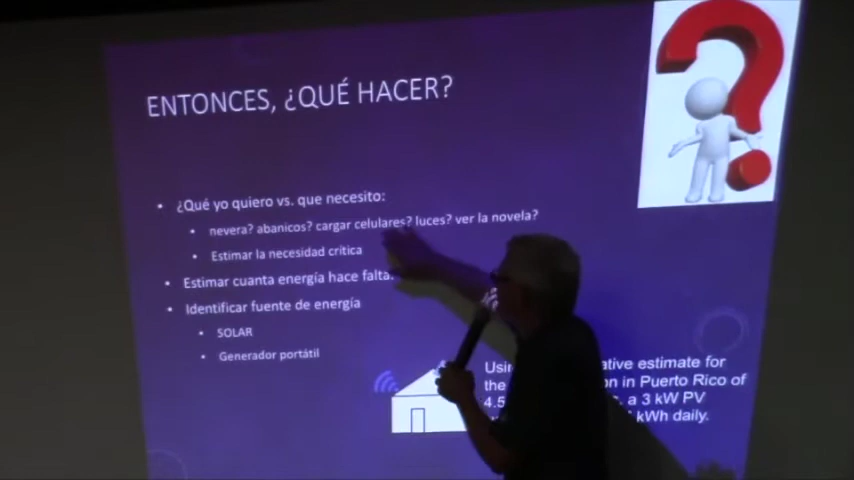 ENTONCES, ¿QUÉ HACER?
• ¿Qué yo quiero vs. que necesito:
• nevera? abanicos? cargar celulares? luces? ver la novela?
• Estimar la necesidad crítica
• Estimar cuanta energía hace falta.
• Identificar fuente de energía
• SOLAR
• Generador portátil
ative estimate for
the on in Puerto Rico of
4.5 a 3 kW PV
kWh daily.